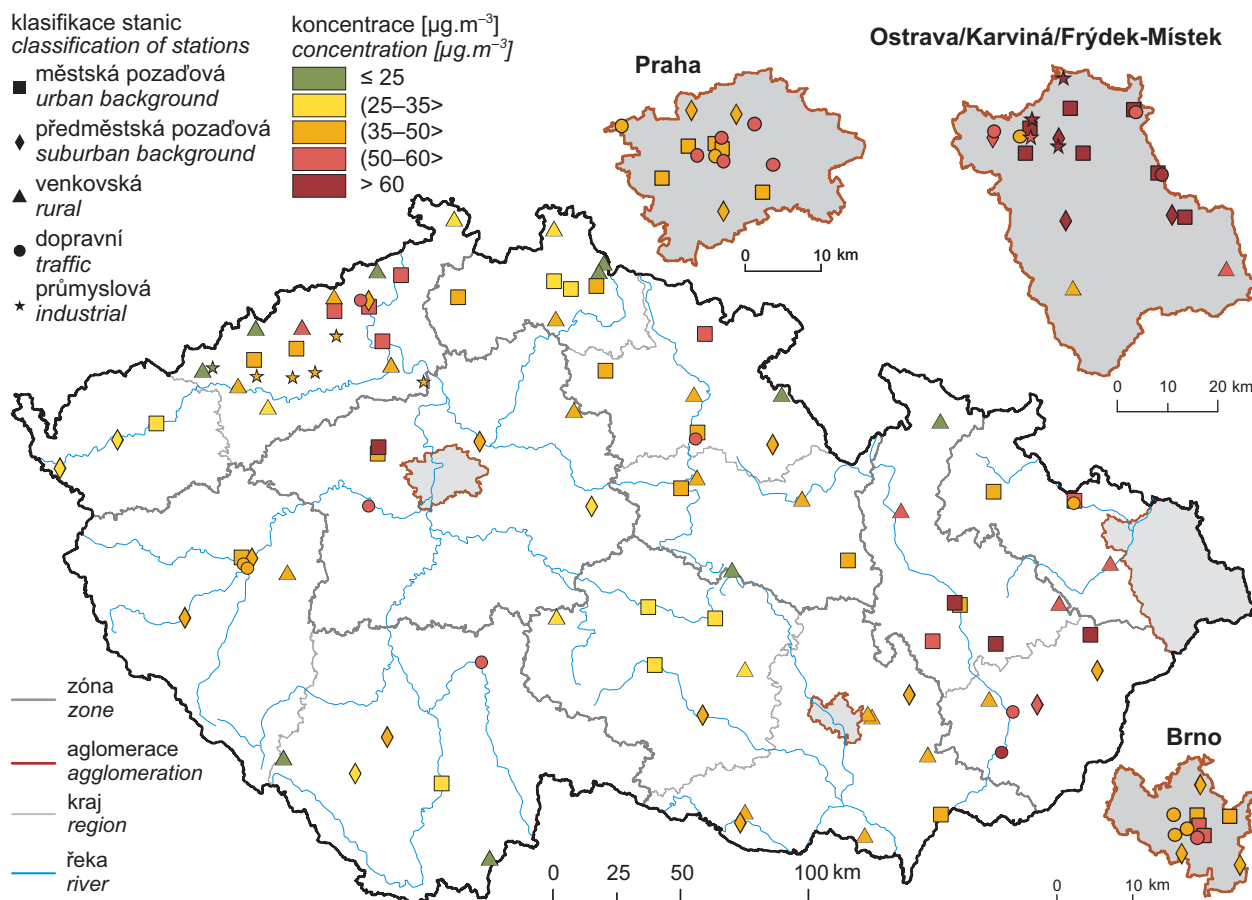 klasifikace stanic
classification of stations
městská pozaďová
urban background
předměstská pozaďová
suburban background
venkovská
rural
dopravní
traffic
průmyslová
industrial
koncentrace [µg.m⁻³]
concentration [µg.m⁻³]
≤ 25
(25–35>
(35–50>
(50–60>
> 60
Praha
0 10 km
Ostrava/Karviná/Frýdek-Místek
0 10 20 km
zóna
zone
aglomerace
agglomeration
kraj
region
řeka
river
0 25 50 100 km
Brno
0 10 km